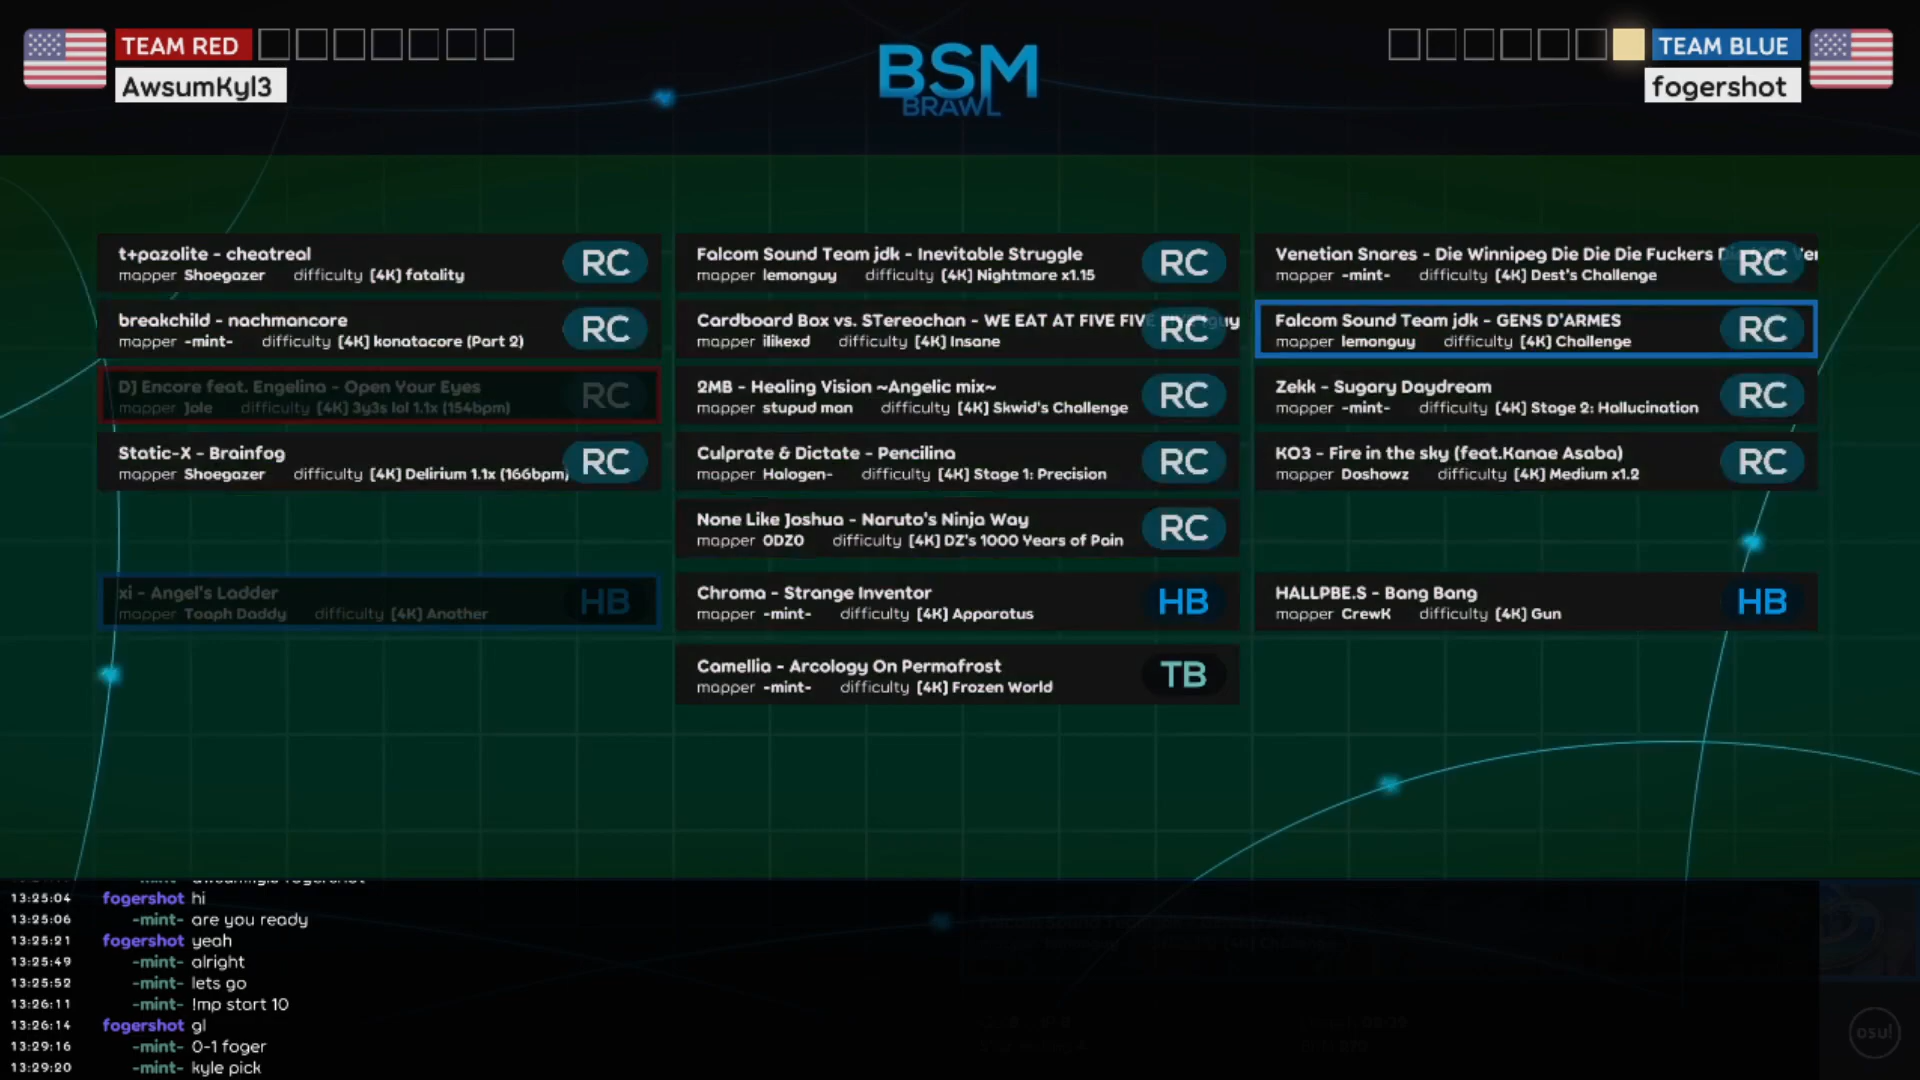 TEAM RED
AwsumKyl3
BSM
BRAWL
TEAM BLUE
fogershot
t+pazolite - cheatreal
mapper Shoegazer difficulty [4K] fatality
RC
breakchild - nachmancore
mapper -mint- difficulty [4K] konatacore (Part 2)
RC
DJ Encore feat. Engelina - Open Your Eyes
mapper Jole difficulty [4K] 3y3s lol 1.1x (154bpm)
RC
Static-X - Brainfog
mapper Shoegazer difficulty [4K] Delirium 1.1x (166bpm)
RC
xi - Angel's Ladder
mapper Toaph Daddy difficulty [4K] Another
HB
Falcom Sound Team jdk - Inevitable Struggle
mapper lemonguy difficulty [4K] Nightmare x1.15
RC
Cardboard Box vs. STereochan - WE EAT AT FIVE FIVE
mapper ilikexd difficulty [4K] Insane
RC
2MB - Healing Vision ~Angelic mix~
mapper stupud man difficulty [4K] Skwid's Challenge
RC
Culprate & Dictate - Pencilina
mapper Halogen- difficulty [4K] Stage 1: Precision
RC
None Like Joshua - Naruto's Ninja Way
mapper 0DZ0 difficulty [4K] DZ's 1000 Years of Pain
RC
Chroma - Strange Inventor
mapper -mint- difficulty [4K] Apparatus
HB
Camellia - Arcology On Permafrost
mapper -mint- difficulty [4K] Frozen World
TB
Venetian Snares - Die Winnipeg Die Die Die Fuckers
mapper -mint- difficulty [4K] Dest's Challenge
RC
Falcom Sound Team jdk - GENS D'ARMES
mapper lemonguy difficulty [4K] Challenge
RC
Zekk - Sugary Daydream
mapper -mint- difficulty [4K] Stage 2: Hallucination
RC
KO3 - Fire in the sky (feat.Kanae Asaba)
mapper Doshowz difficulty [4K] Medium x1.2
RC
HALLPBE.S - Bang Bang
mapper CrewK difficulty [4K] Gun
HB
13:25:04 fogershot hi
13:25:06 -mint- are you ready
13:25:21 fogershot yeah
13:25:49 -mint- alright
13:25:52 -mint- lets go
13:26:11 -mint- !mp start 10
13:26:14 fogershot gl
13:29:16 -mint- 0-1 foger
13:29:20 -mint- kyle pick
osu!